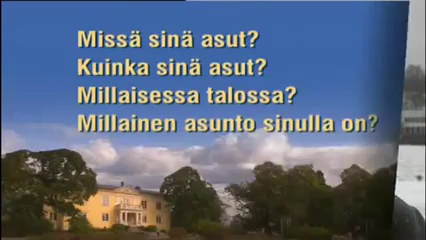 Missä sinä asut?
Kuinka sinä asut?
Millaisessa talossa?
Millainen asunto sinulla on?